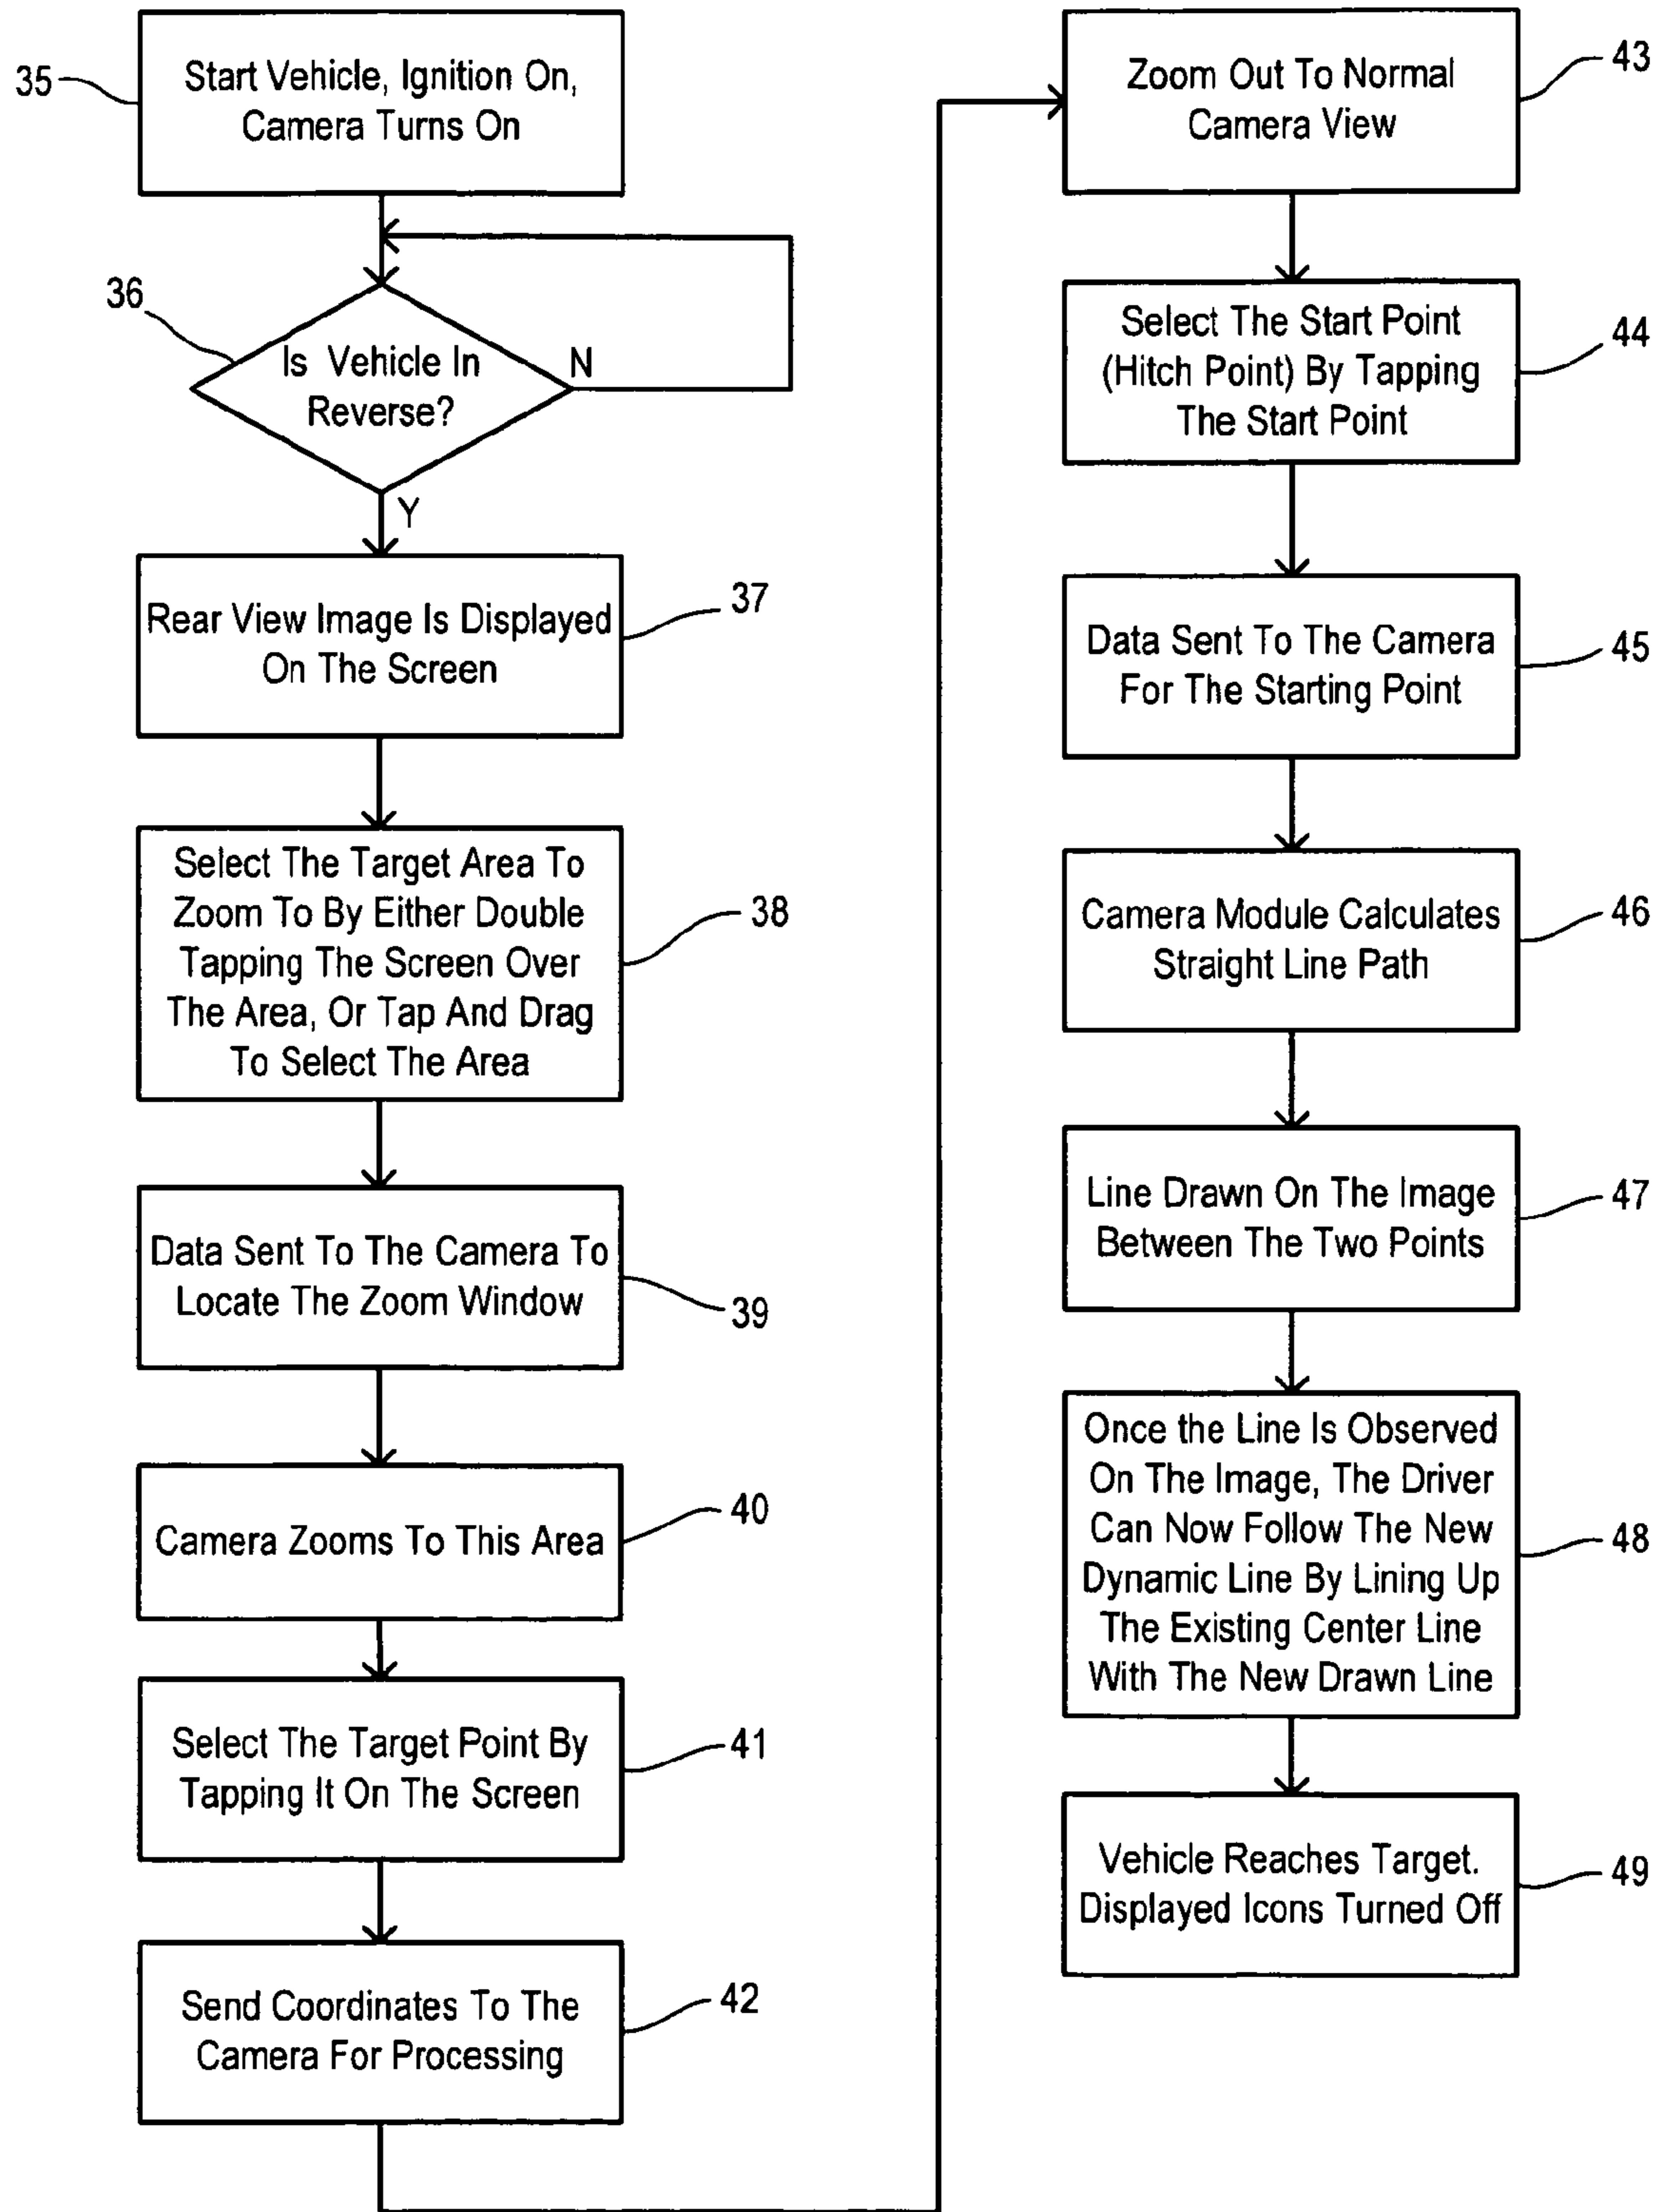 35
Start Vehicle, Ignition On,
Camera Turns On
36
Is Vehicle In
Reverse?
N
Y
Rear View Image Is Displayed
On The Screen
37
Select The Target Area To
Zoom To By Either Double
Tapping The Screen Over
The Area, Or Tap And Drag
To Select The Area
38
Data Sent To The Camera To
Locate The Zoom Window
39
Camera Zooms To This Area
40
Select The Target Point By
Tapping It On The Screen
41
Send Coordinates To The
Camera For Processing
42
Zoom Out To Normal
Camera View
43
Select The Start Point
(Hitch Point) By Tapping
The Start Point
44
Data Sent To The Camera
For The Starting Point
45
Camera Module Calculates
Straight Line Path
46
Line Drawn On The Image
Between The Two Points
47
Once the Line Is Observed
On The Image, The Driver
Can Now Follow The New
Dynamic Line By Lining Up
The Existing Center Line
With The New Drawn Line
48
Vehicle Reaches Target.
Displayed Icons Turned Off
49